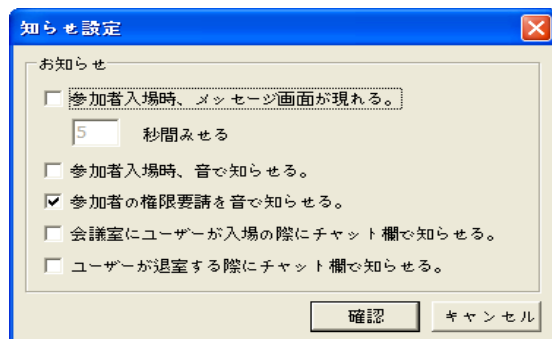 知らせ設定
お知らせ
参加者入場時、メッセージ画面が現れる。
5 秒間みせる
参加者入場時、音で知らせる。
参加者の権限要請を音で知らせる。
会議室にユーザーが入場の際にチャット欄で知らせる。
ユーザーが退室する際にチャット欄で知らせる。
確認 キャンセル